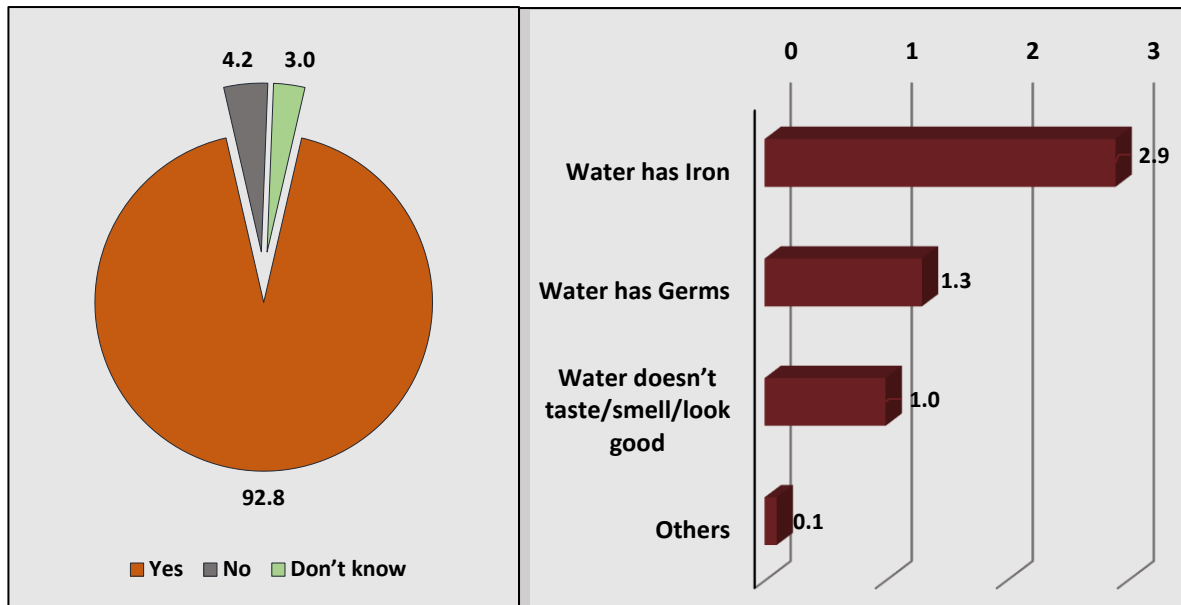 4.2 3.0
92.8
Yes No Don't know
0 1 2 3
Water has Iron 2.9
Water has Germs 1.3
Water doesn't
taste/smell/look 1.0
good
Others 0.1